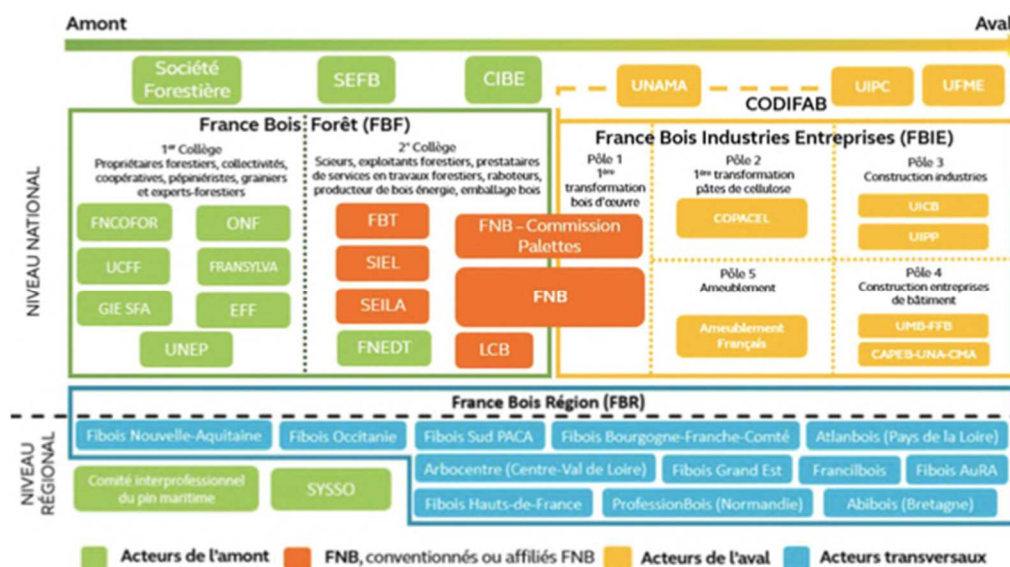 Amont
Aval
Société
Forestière
SEFB
CIBE
UNAMA
CODIFAB
UIPC
UFME
NIVEAU NATIONAL
France Bois Forêt (FBF)
1er Collège
Propriétaires forestiers, collectivités,
coopératives, pépiniéristes, grainiers
et experts-forestiers
FNCOFOR
ONF
UCFF
FRANSYLVA
GIE SFA
EFF
UNEP
2e Collège
Scieurs, exploitants forestiers, prestataires
de services en travaux forestiers, raboteurs,
producteur de bois énergie, emballage bois
FBT
SIEL
SEILA
FNEDT
FNB – Commission
Palettes
FNB
LCB
France Bois Industries Entreprises (FBIE)
Pôle 1
1ère
transformation
bois d'œuvre
Pôle 2
1ère transformation
pâtes de cellulose
COPACEL
Pôle 3
Construction industries
UICB
UIPP
Pôle 5
Ameublement
Ameublement
Français
Pôle 4
Construction entreprises
de bâtiment
UMB-FFB
CAPEB-UNA-CMA
France Bois Région (FBR)
NIVEAU
RÉGIONAL
Fibois Nouvelle-Aquitaine
Fibois Occitanie
Fibois Sud PACA
Fibois Bourgogne-Franche-Comté
Atlanbois (Pays de la Loire)
Comité interprofessionnel
du pin maritime
SYSSO
Arbocentre (Centre-Val de Loire)
Fibois Grand Est
Francilbois
Fibois AuRA
Fibois Hauts-de-France
ProfessionBois (Normandie)
Abibois (Bretagne)
Acteurs de l'amont
FNB, conventionnés ou affiliés FNB
Acteurs de l'aval
Acteurs transversaux